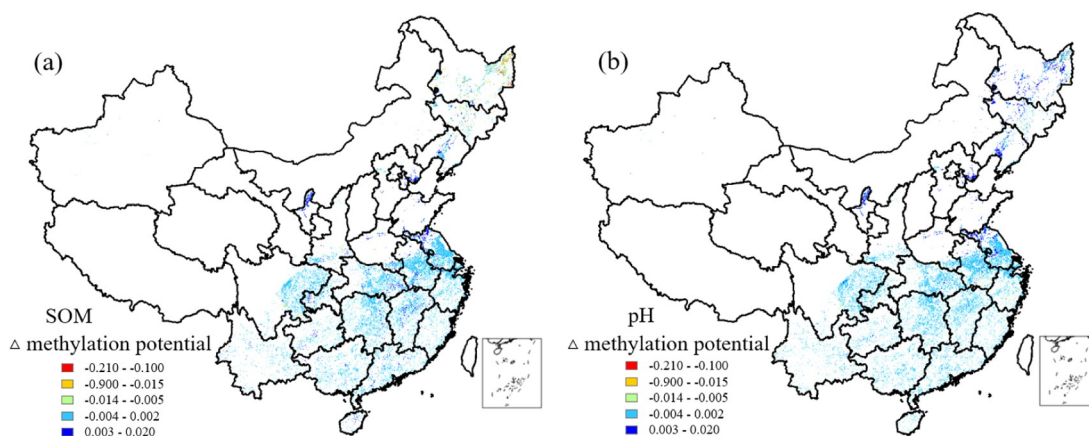 (a)
SOM
△ methylation potential
-0.210 - -0.100
-0.900 - -0.015
-0.014 - -0.005
-0.004 - 0.002
0.003 - 0.020
(b)
pH
△ methylation potential
-0.210 - -0.100
-0.900 - -0.015
-0.014 - -0.005
-0.004 - 0.002
0.003 - 0.020